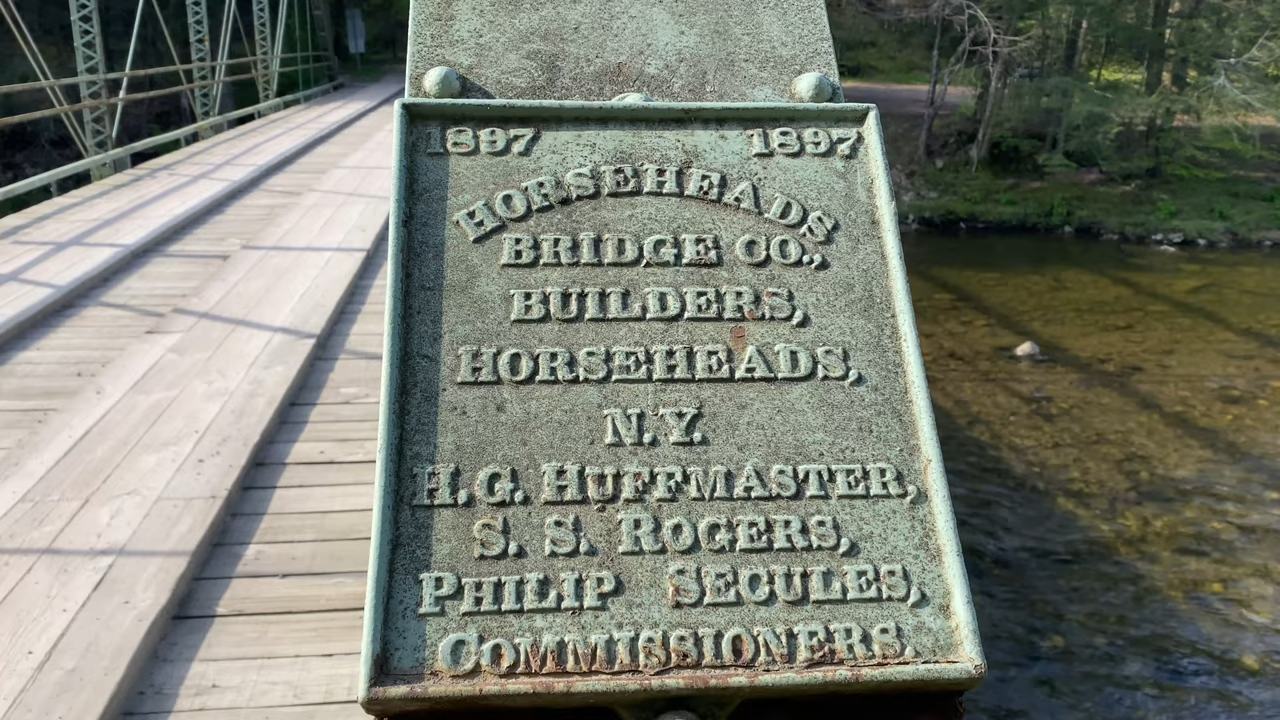 1897 1897
HORSEHEADS
BRIDGE CO.,
BUILDERS,
HORSEHEADS,
N.Y.
H. G. HUFFMASTER,
S. S. ROGERS,
PHILIP SECULES,
COMMISSIONERS.